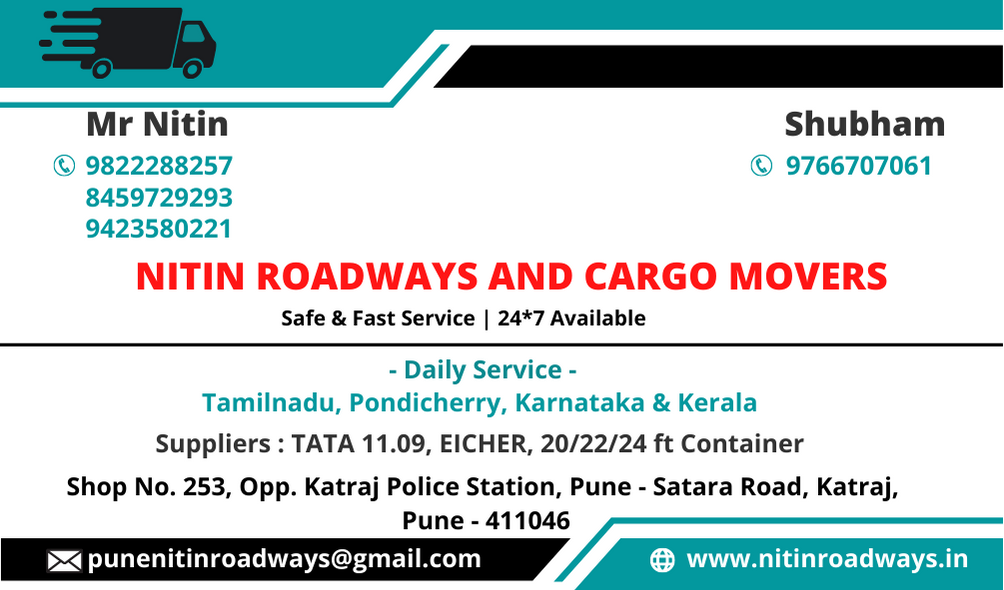 Mr Nitin
Shubham
9822288257
9766707061
8459729293
9423580221
NITIN ROADWAYS AND CARGO MOVERS
Safe & Fast Service | 24*7 Available
- Daily Service -
Tamilnadu, Pondicherry, Karnataka & Kerala
Suppliers : TATA 11.09, EICHER, 20/22/24 ft Container
Shop No. 253, Opp. Katraj Police Station, Pune - Satara Road, Katraj,
Pune - 411046
punenitinroadways@gmail.com
www.nitinroadways.in